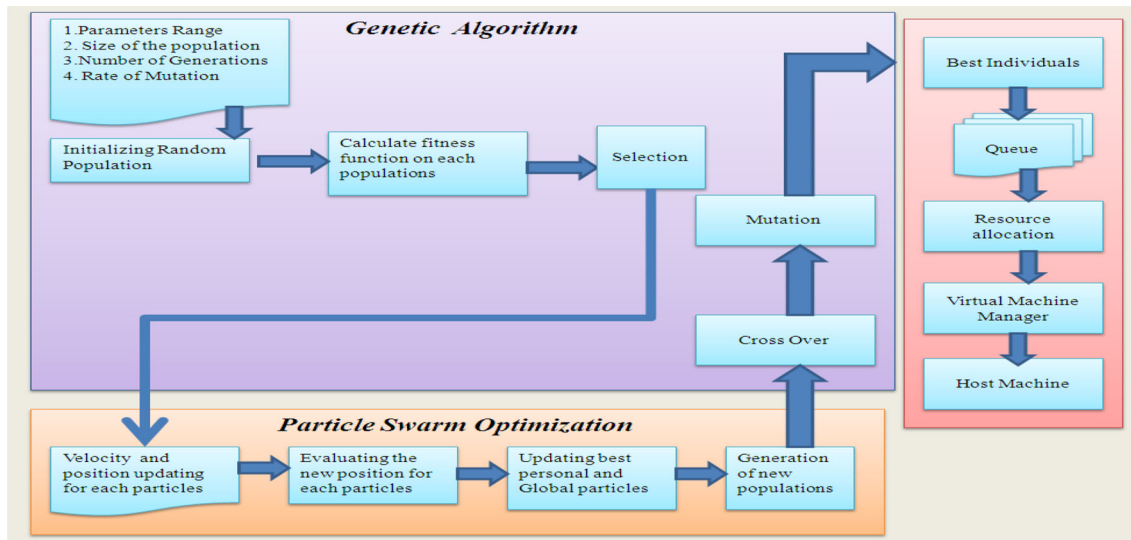 Genetic Algorithm
1.Parameters Range
2. Size of the population
3.Number of Generations
4. Rate of Mutation
Initializing Random
Population
Calculate fitness
function on each
populations
Selection
Mutation
Cross Over
Particle Swarm Optimization
Velocity and
position updating
for each particles
Evaluating the
new position for
each particles
Updating best
personal and
Global particles
Generation
of new
populations
Best Individuals
Queue
Resource
allocation
Virtual Machine
Manager
Host Machine